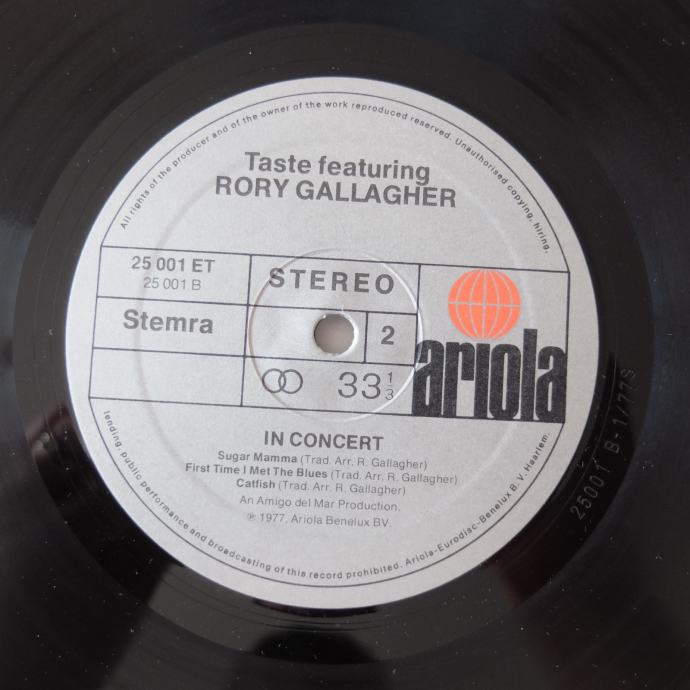 All rights of the producer and of the owner of the work reproduced reserved. Unauthorised copying, hiring,
Taste featuring
RORY GALLAGHER
25 001 ET
25 001 B
STEREO
Stemra
2
33 1/3
ariola
IN CONCERT
Sugar Mamma (Trad. Arr. R. Gallagher)
First Time I Met The Blues (Trad. Arr. R. Gallagher)
Catfish (Trad. Arr. R. Gallagher)
An Amigo del Mar Production.
℗ 1977. Ariola Benelux BV.
lending, public performance and broadcasting of this record prohibited. Ariola-Eurodisc-Benelux B.V. Haarlem.
25001 B-1/77S